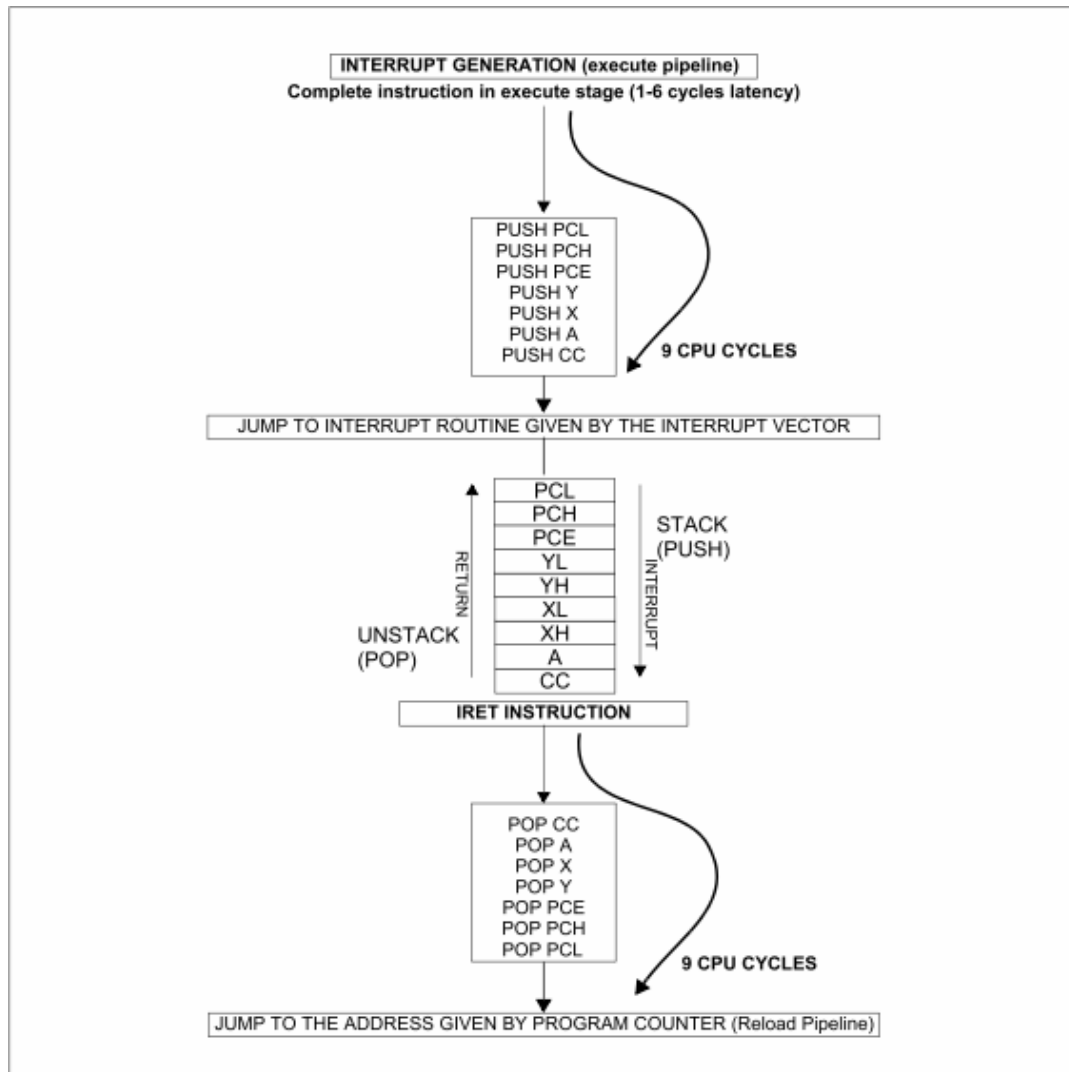 INTERRUPT GENERATION (execute pipeline)
Complete instruction in execute stage (1-6 cycles latency)
PUSH PCL
PUSH PCH
PUSH PCE
PUSH Y
PUSH X
PUSH A
PUSH CC
9 CPU CYCLES
JUMP TO INTERRUPT ROUTINE GIVEN BY THE INTERRUPT VECTOR
PCL
PCH
PCE
YL
YH
XL
XH
A
CC
RETURN
UNSTACK
(POP)
STACK
(PUSH)
INTERRUPT
IRET INSTRUCTION
POP CC
POP A
POP X
POP Y
POP PCE
POP PCH
POP PCL
9 CPU CYCLES
JUMP TO THE ADDRESS GIVEN BY PROGRAM COUNTER (Reload Pipeline)